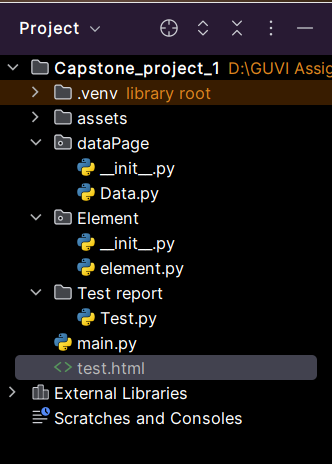 Project
Capstone_project_1 D:\GUVI Assig
.venv library root
assets
dataPage
__init__.py
Data.py
Element
__init__.py
element.py
Test report
Test.py
main.py
<> test.html
External Libraries
Scratches and Consoles